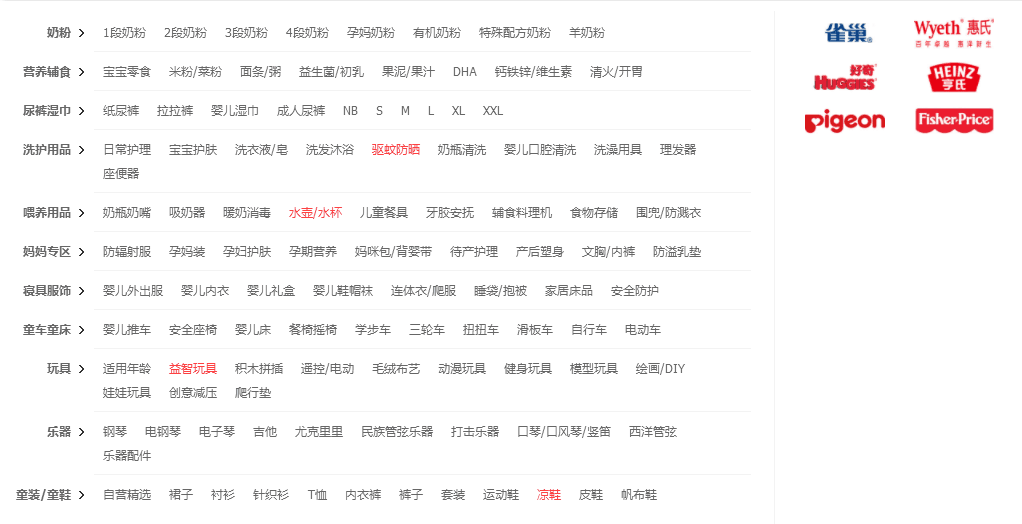 奶粉 > 1段奶粉 2段奶粉 3段奶粉 4段奶粉 孕妈奶粉 有机奶粉 特殊配方奶粉 羊奶粉
营养辅食 > 宝宝零食 米粉/菜粉 面条/粥 益生菌/初乳 果泥/果汁 DHA 钙铁锌/维生素 清火/开胃
尿裤湿巾 > 纸尿裤 拉拉裤 婴儿湿巾 成人尿裤 NB S M L XL XXL
洗护用品 > 日常护理 宝宝护肤 洗衣液/皂 洗发沐浴 驱蚊防晒 奶瓶清洗 婴儿口腔清洗 洗澡用具 理发器
座便器
喂养用品 > 奶瓶奶嘴 吸奶器 暖奶消毒 水壶/水杯 儿童餐具 牙胶安抚 辅食料理机 食物存储 围兜/防溅衣
妈妈专区 > 防辐射服 孕妈装 孕妇护肤 孕期营养 妈咪包/背婴带 待产护理 产后塑身 文胸/内裤 防溢乳垫
寝具服饰 > 婴儿外出服 婴儿内衣 婴儿礼盒 婴儿鞋帽袜 连体衣/爬服 睡袋/抱被 家居床品 安全防护
童车童床 > 婴儿推车 安全座椅 婴儿床 餐椅摇椅 学步车 三轮车 扭扭车 滑板车 自行车 电动车
玩具 > 适用年龄 益智玩具 积木拼插 遥控/电动 毛绒布艺 动漫玩具 健身玩具 模型玩具 绘画/DIY
娃娃玩具 创意减压 爬行垫
乐器 > 钢琴 电钢琴 电子琴 吉他 尤克里里 民族管弦乐器 打击乐器 口琴/口风琴/竖笛 西洋管弦
乐器配件
童装/童鞋 > 自营精选 裙子 衬衫 针织衫 T恤 内衣裤 裤子 套装 运动鞋 凉鞋 皮鞋 帆布鞋
雀巢®
Wyeth® 惠氏
百年卓越 惠泽新生
好奇
HUGGIES
HEINZ
亨氏
pigeon
Fisher-Price